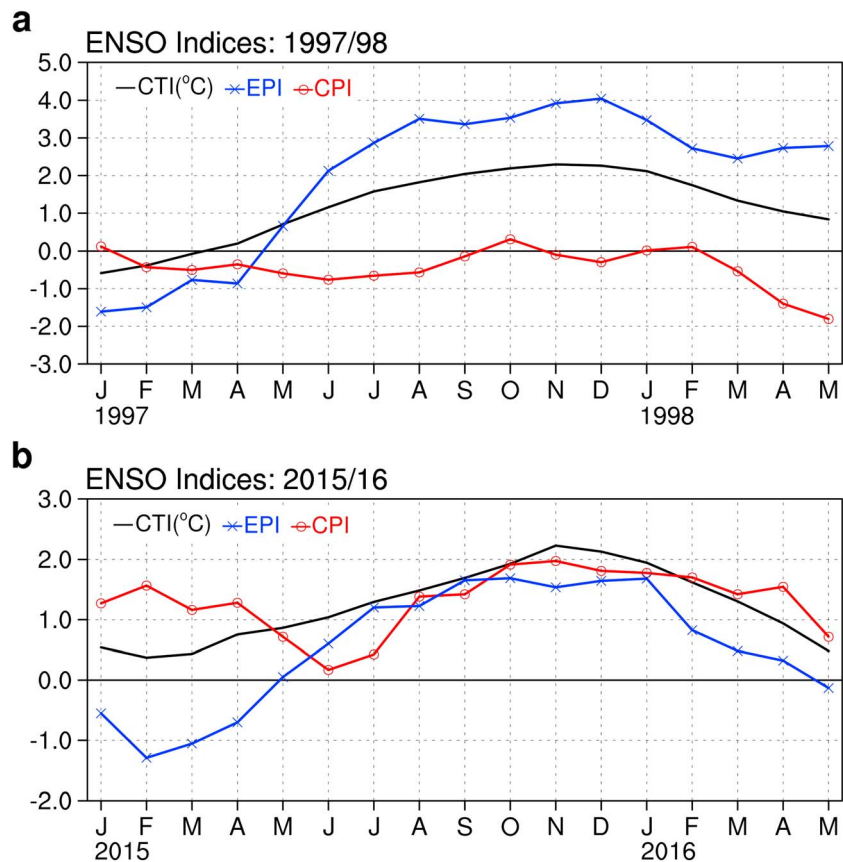 a
ENSO Indices: 1997/98
5.0
CTI(°C) EPI CPI
4.0
3.0
2.0
1.0
0.0
-1.0
-2.0
-3.0
J F M A M J J A S O N D J F M A M
1997 1998
b
ENSO Indices: 2015/16
3.0
CTI(°C) EPI CPI
2.0
1.0
0.0
-1.0
-2.0
J F M A M J J A S O N D J F M A M
2015 2016